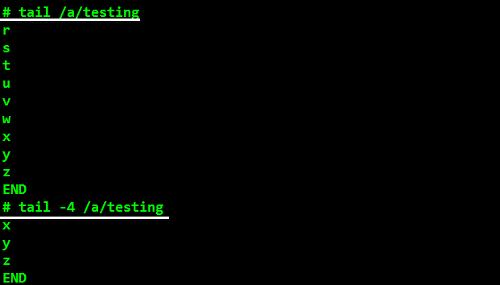 # tail /a/testing
r
s
t
u
v
w
x
y
z
END
# tail -4 /a/testing
x
y
z
END